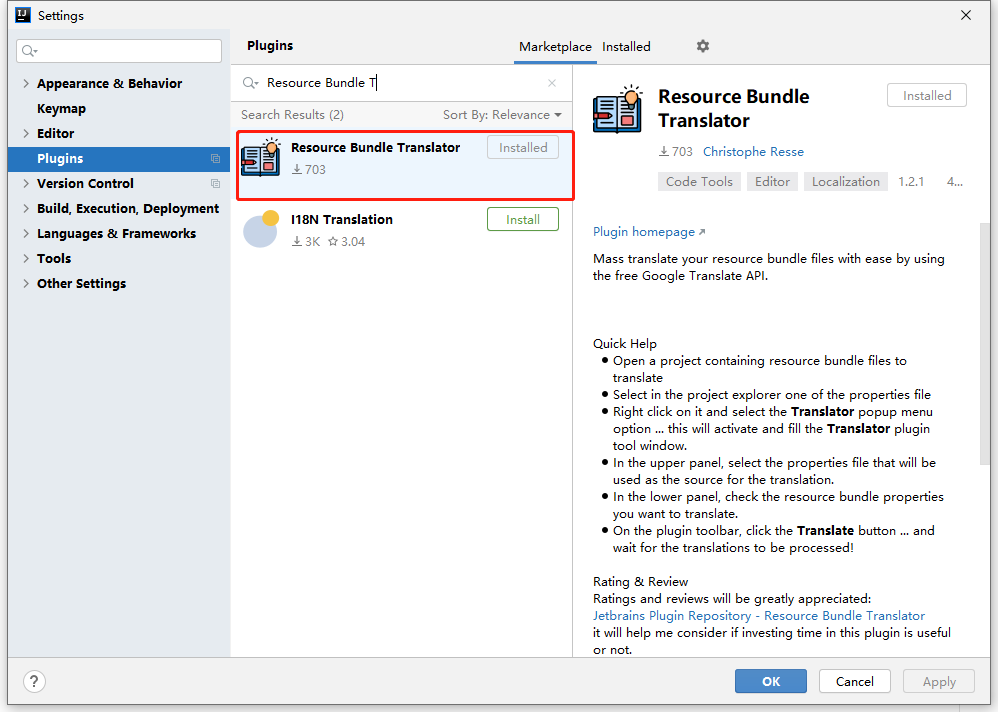 Settings
Plugins
Marketplace Installed
Resource Bundle T
Search Results (2) Sort By: Relevance
Appearance & Behavior
Keymap
Editor
Plugins
Version Control
Build, Execution, Deployment
Languages & Frameworks
Tools
Other Settings
Resource Bundle Translator Installed
703
I18N Translation Install
3K 3.04
Resource Bundle
Translator
Installed
703 Christophe Resse
Code Tools Editor Localization 1.2.1 4...
Plugin homepage ↗
Mass translate your resource bundle files with ease by using
the free Google Translate API.
Quick Help
• Open a project containing resource bundle files to
translate
• Select in the project explorer one of the properties file
• Right click on it and select the Translator popup menu
option ... this will activate and fill the Translator plugin
tool window.
• In the upper panel, select the properties file that will be
used as the source for the translation.
• In the lower panel, check the resource bundle properties
you want to translate.
• On the plugin toolbar, click the Translate button ... and
wait for the translations to be processed!
Rating & Review
Ratings and reviews will be greatly appreciated:
Jetbrains Plugin Repository - Resource Bundle Translator
it will help me consider if investing time in this plugin is useful
or not.
?
OK Cancel Apply